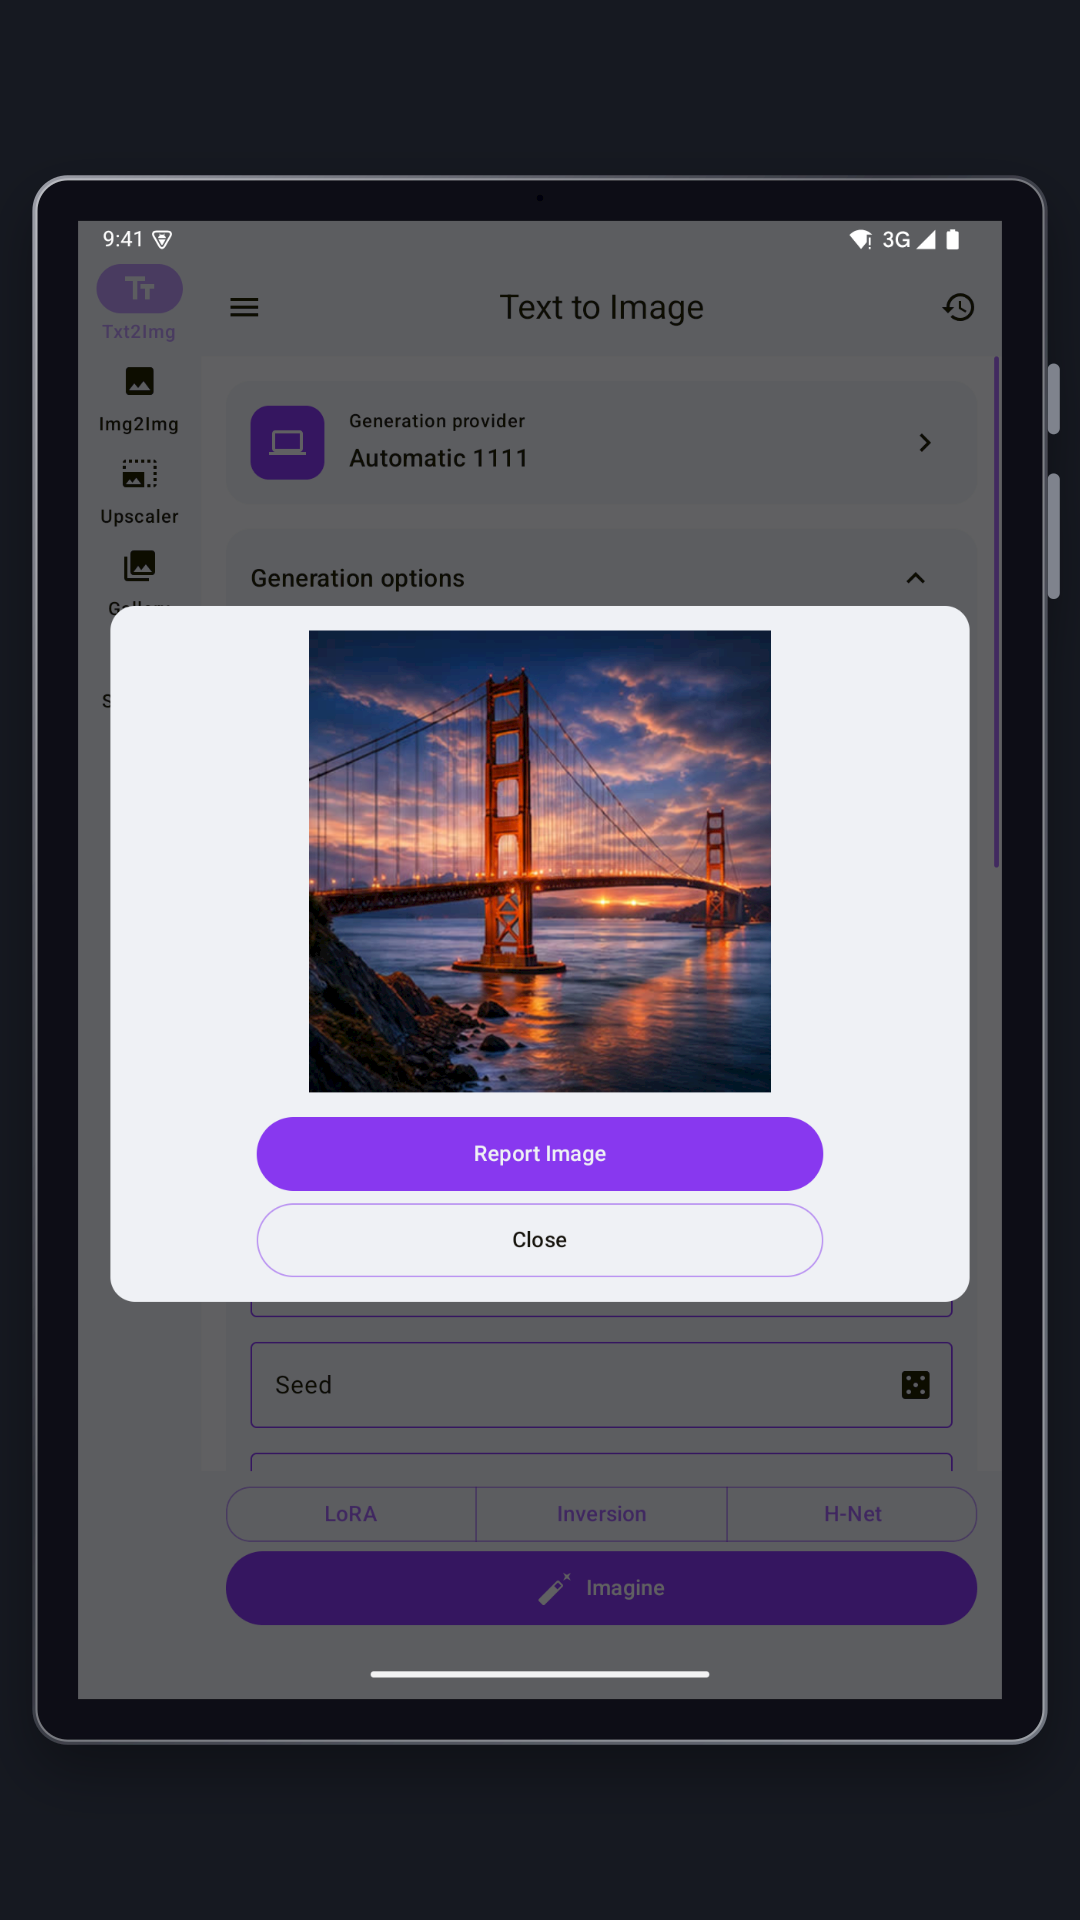 9:41
3G
Txt2Img
Text to Image
Img2Img
Generation provider
Automatic 1111
Upscaler
Generation options
Report Image
Close
Seed
LoRA
Inversion
H-Net
Imagine